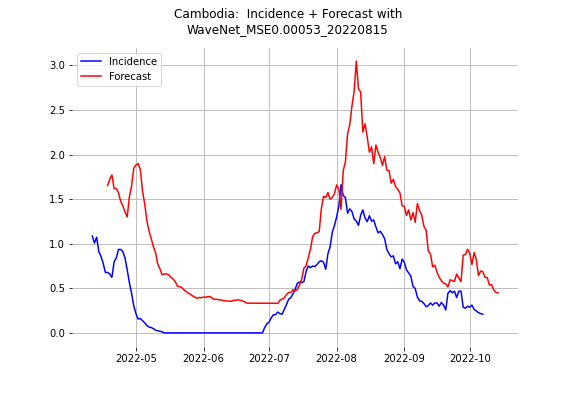 Cambodia:  Incidence + Forecast with
WaveNet_MSE0.00053_20220815
Incidence
Forecast
3.0
2.5
2.0
1.5
1.0
0.5
0.0
2022-05 2022-06 2022-07 2022-08 2022-09 2022-10